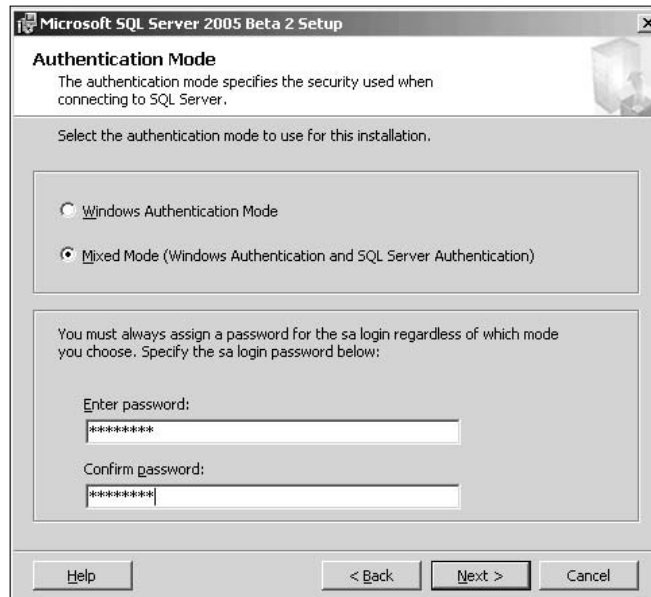 Microsoft SQL Server 2005 Beta 2 Setup
Authentication Mode
The authentication mode specifies the security used when
connecting to SQL Server.
Select the authentication mode to use for this installation.
Windows Authentication Mode
Mixed Mode (Windows Authentication and SQL Server Authentication)
You must always assign a password for the sa login regardless of which mode
you choose. Specify the sa login password below:
Enter password:
********
Confirm password:
********
Help
< Back
Next >
Cancel